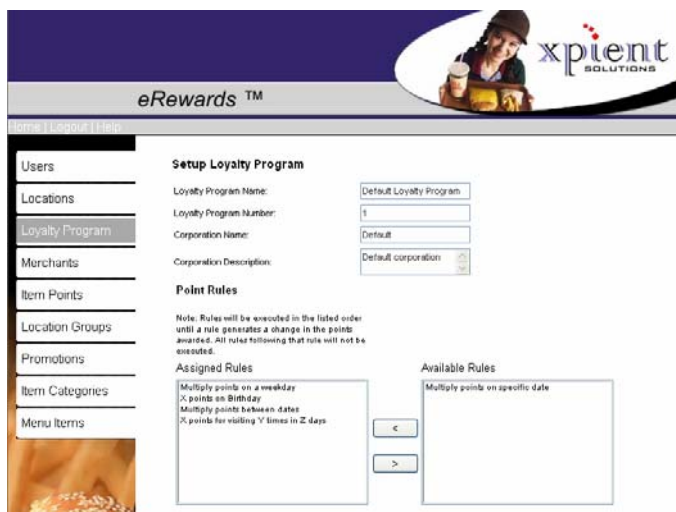 xpient
SOLUTIONS
eRewards ™
Home | Logout | Help
Users
Locations
Loyalty Program
Merchants
Item Points
Location Groups
Promotions
Item Categories
Menu Items
Setup Loyalty Program
Loyalty Program Name: Default Loyalty Program
Loyalty Program Number: 1
Corporation Name: Default
Corporation Description: Default corporation
Point Rules
Note: Rules will be executed in the listed order
until a rule generates a change in the points
awarded. All rules following that rule will not be
executed.
Assigned Rules
Multiply points on a weekday
X points on Birthday
Multiply points between dates
X points for visiting Y times in Z days
<
>
Available Rules
Multiply points on specific date